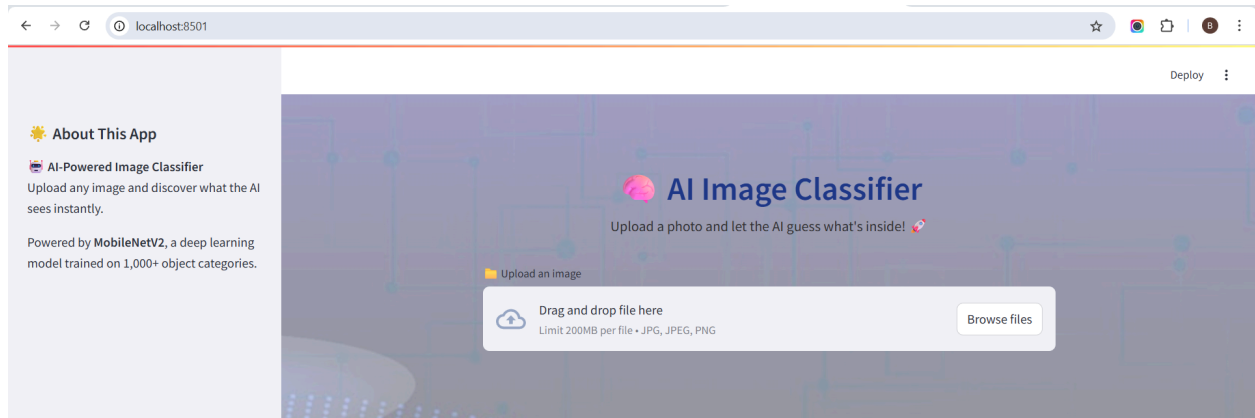 localhost:8501
B
Deploy
About This App
AI-Powered Image Classifier
Upload any image and discover what the AI
sees instantly.
Powered by MobileNetV2, a deep learning
model trained on 1,000+ object categories.
AI Image Classifier
Upload a photo and let the AI guess what's inside!
Upload an image
Drag and drop file here
Limit 200MB per file • JPG, JPEG, PNG
Browse files